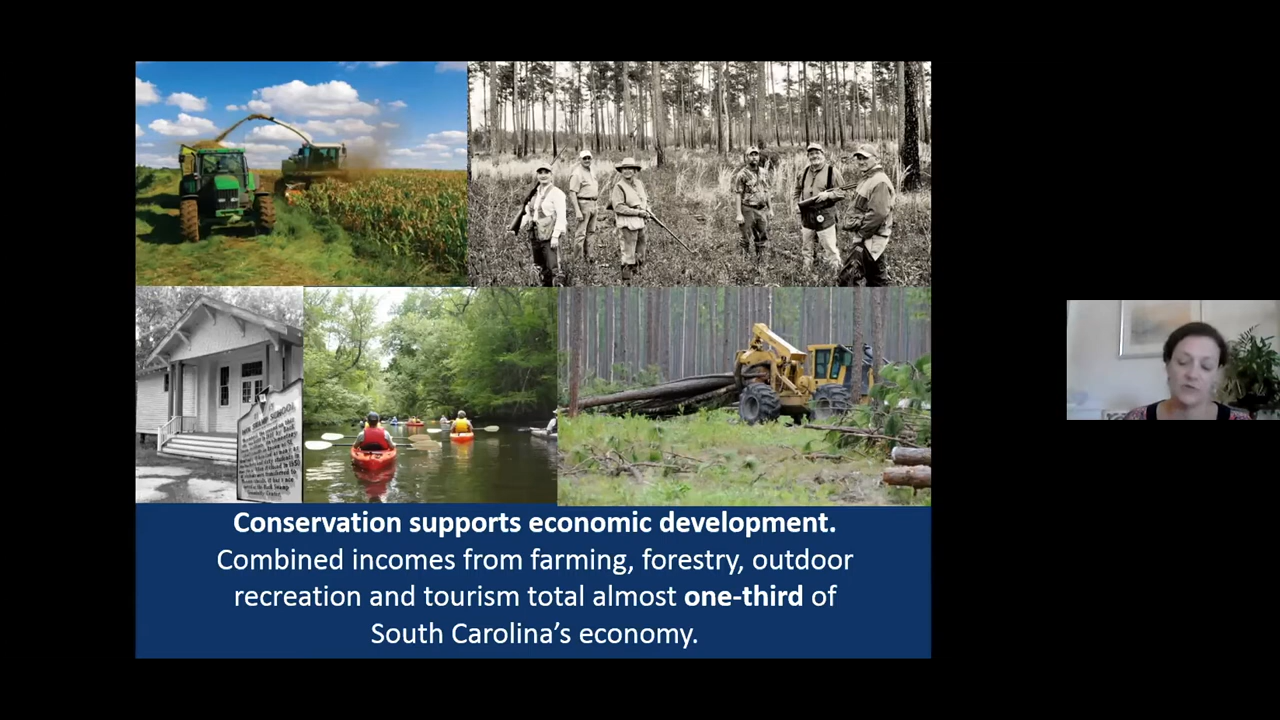 SCHOOL
Conservation supports economic development.
Combined incomes from farming, forestry, outdoor
recreation and tourism total almost one-third of
South Carolina’s economy.